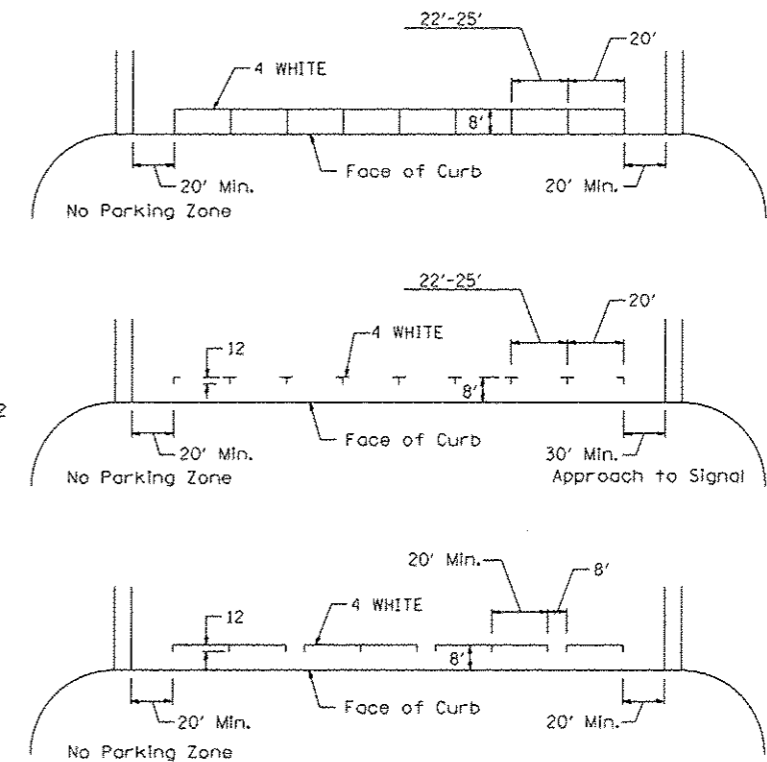 22'-25'
20'
4 WHITE
8'
20' Min.
Face of Curb
20' Min.
No Parking Zone
22'-25'
20'
12
4 WHITE
8'
2
20' Min.
Face of Curb
30' Min.
No Parking Zone
Approach to Signal
20' Min.
8'
12
4 WHITE
8'
20' Min.
Face of Curb
20' Min.
No Parking Zone